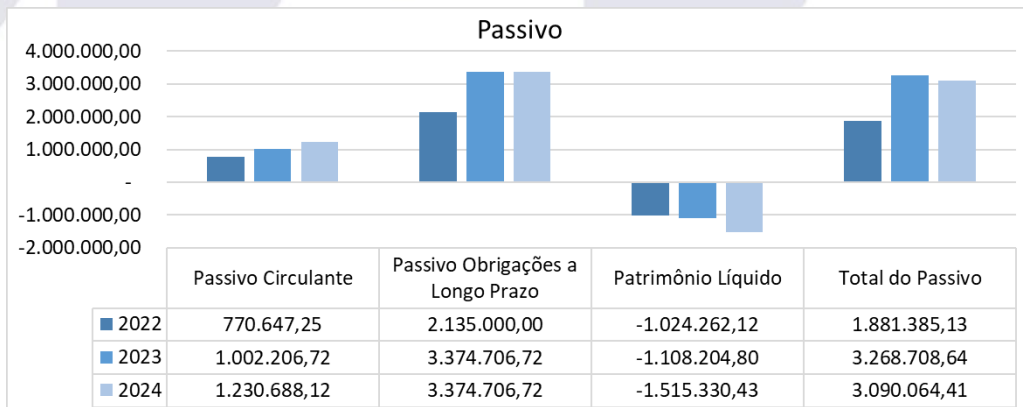 Passivo
4.000.000,00
3.000.000,00
2.000.000,00
1.000.000,00
-
-1.000.000,00
-2.000.000,00
Passivo Circulante Passivo Obrigações a Longo Prazo Patrimônio Líquido Total do Passivo
2022 770.647,25 2.135.000,00 -1.024.262,12 1.881.385,13
2023 1.002.206,72 3.374.706,72 -1.108.204,80 3.268.708,64
2024 1.230.688,12 3.374.706,72 -1.515.330,43 3.090.064,41